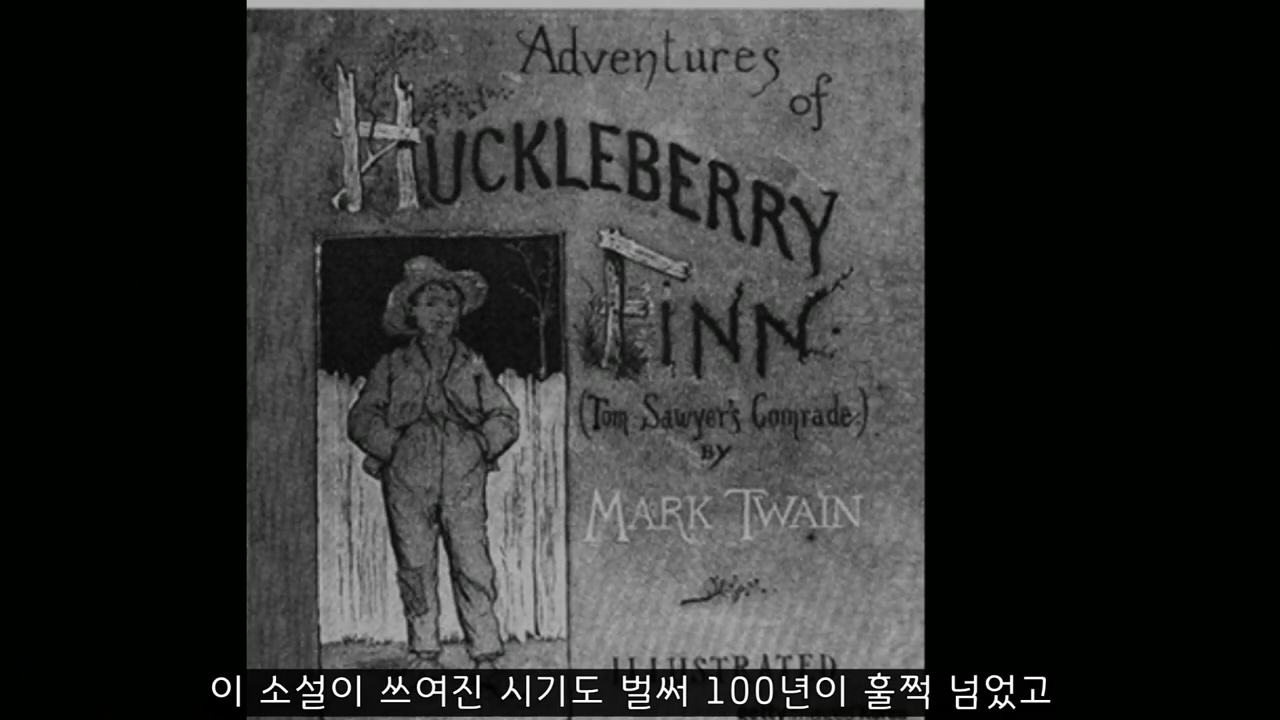 Adventures
of
HUCKLEBERRY
FINN.
(Tom Sawyer's Comrade.)
BY
MARK TWAIN
ILLUSTRATED
이 소설이 쓰여진 시기도 벌써 100년이 훌쩍 넘었고